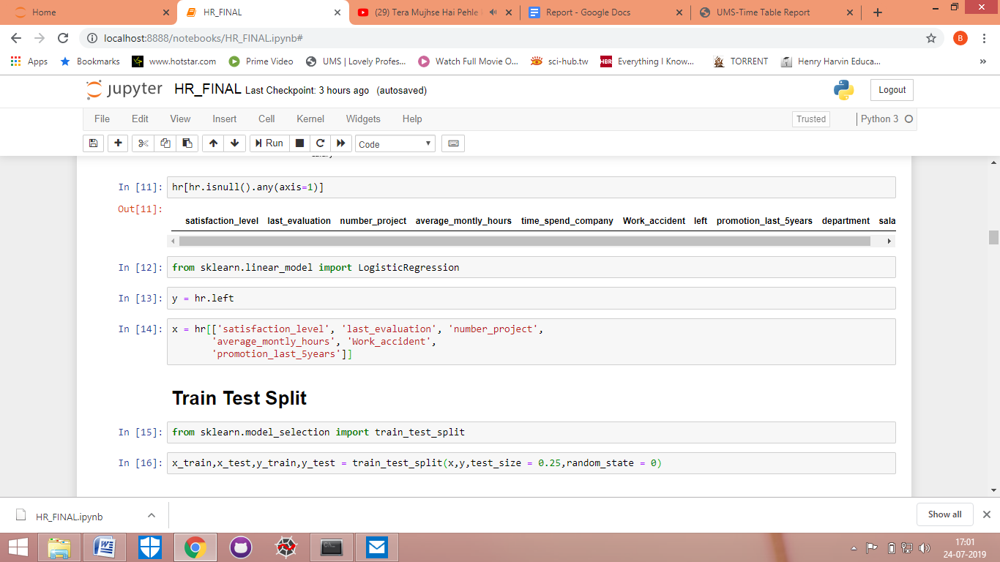 Home
HR_FINAL
(29) Tera Mujhse Hai Pehle
Report - Google Docs
UMS-Time Table Report
localhost:8888/notebooks/HR_FINAL.ipynb#
B
Apps
Bookmarks
www.hotstar.com
Prime Video
UMS | Lovely Profes...
Watch Full Movie O...
sci-hub.tw
HBR
Everything I Know...
TORRENT
Henry Harvin Educa...
»
jupyter HR_FINAL Last Checkpoint: 3 hours ago (autosaved)
Logout
File Edit View Insert Cell Kernel Widgets Help
Trusted
Python 3
Run
Code
salary
In [11]: hr[hr.isnull().any(axis=1)]
Out[11]:
satisfaction_level last_evaluation number_project average_montly_hours time_spend_company Work_accident left promotion_last_5years department sala
In [12]: from sklearn.linear_model import LogisticRegression
In [13]: y = hr.left
In [14]: x = hr[['satisfaction_level', 'last_evaluation', 'number_project',
'average_montly_hours', 'Work_accident',
'promotion_last_5years']]
Train Test Split
In [15]: from sklearn.model_selection import train_test_split
In [16]: x_train,x_test,y_train,y_test = train_test_split(x,y,test_size = 0.25,random_state = 0)
HR_FINAL.ipynb
Show all
17:01
24-07-2019